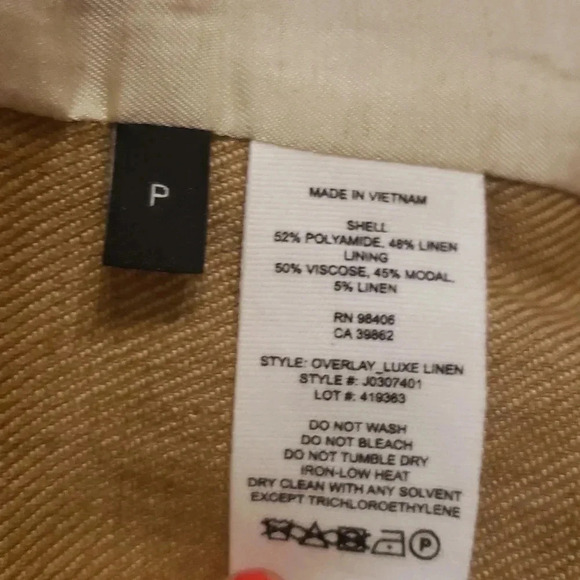 P
MADE IN VIETNAM
SHELL
52% POLYAMIDE, 48% LINEN
LINING
50% VISCOSE, 45% MODAL,
5% LINEN
RN 98406
CA 39862
STYLE: OVERLAY_LUXE LINEN
STYLE #: J0307401
LOT #: 419363
DO NOT WASH
DO NOT BLEACH
DO NOT TUMBLE DRY
IRON-LOW HEAT
DRY CLEAN WITH ANY SOLVENT
EXCEPT TRICHLOROETHYLENE
P